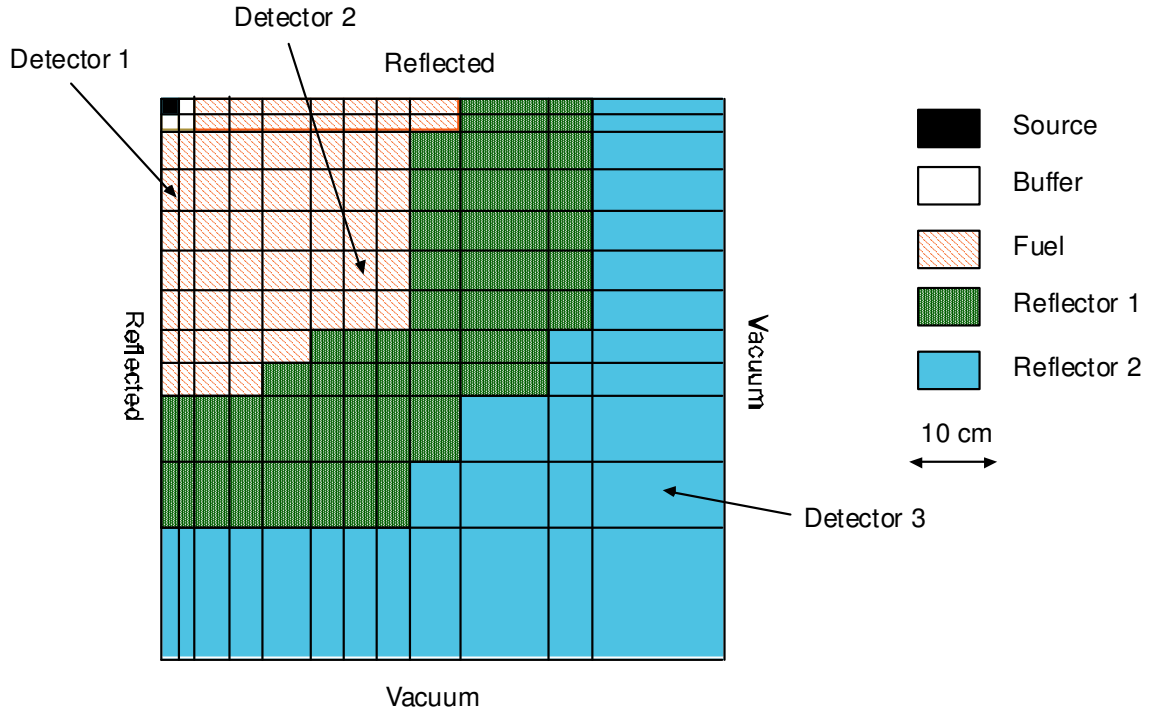 Detector 2
Detector 1
Reflected
Source
Buffer
Fuel
Reflector 1
Reflected
Vacuum
Reflector 2
10 cm
Detector 3
Vacuum